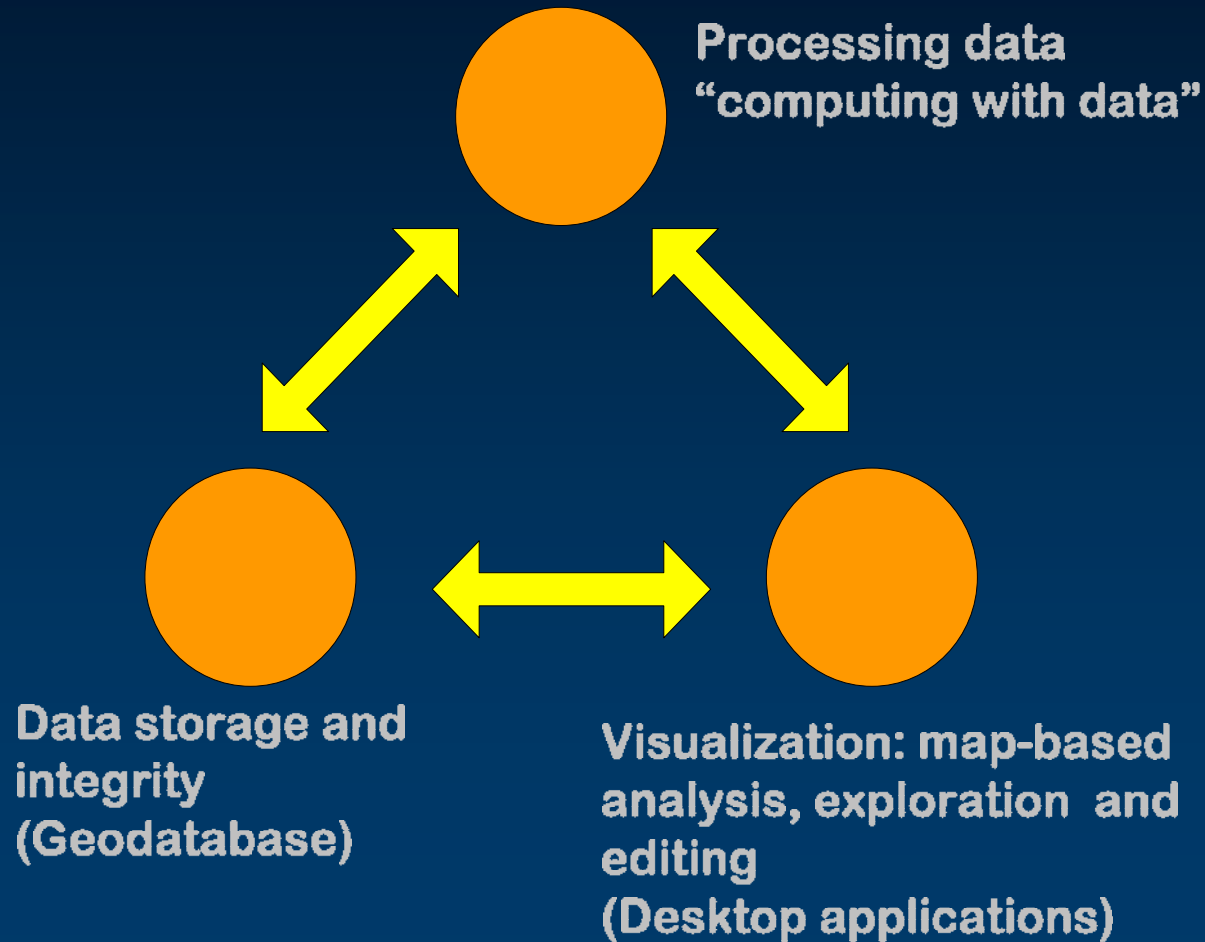 Processing data
“computing with data”
Data storage and
integrity
(Geodatabase)
Visualization: map-based
analysis, exploration  and
editing
(Desktop applications)